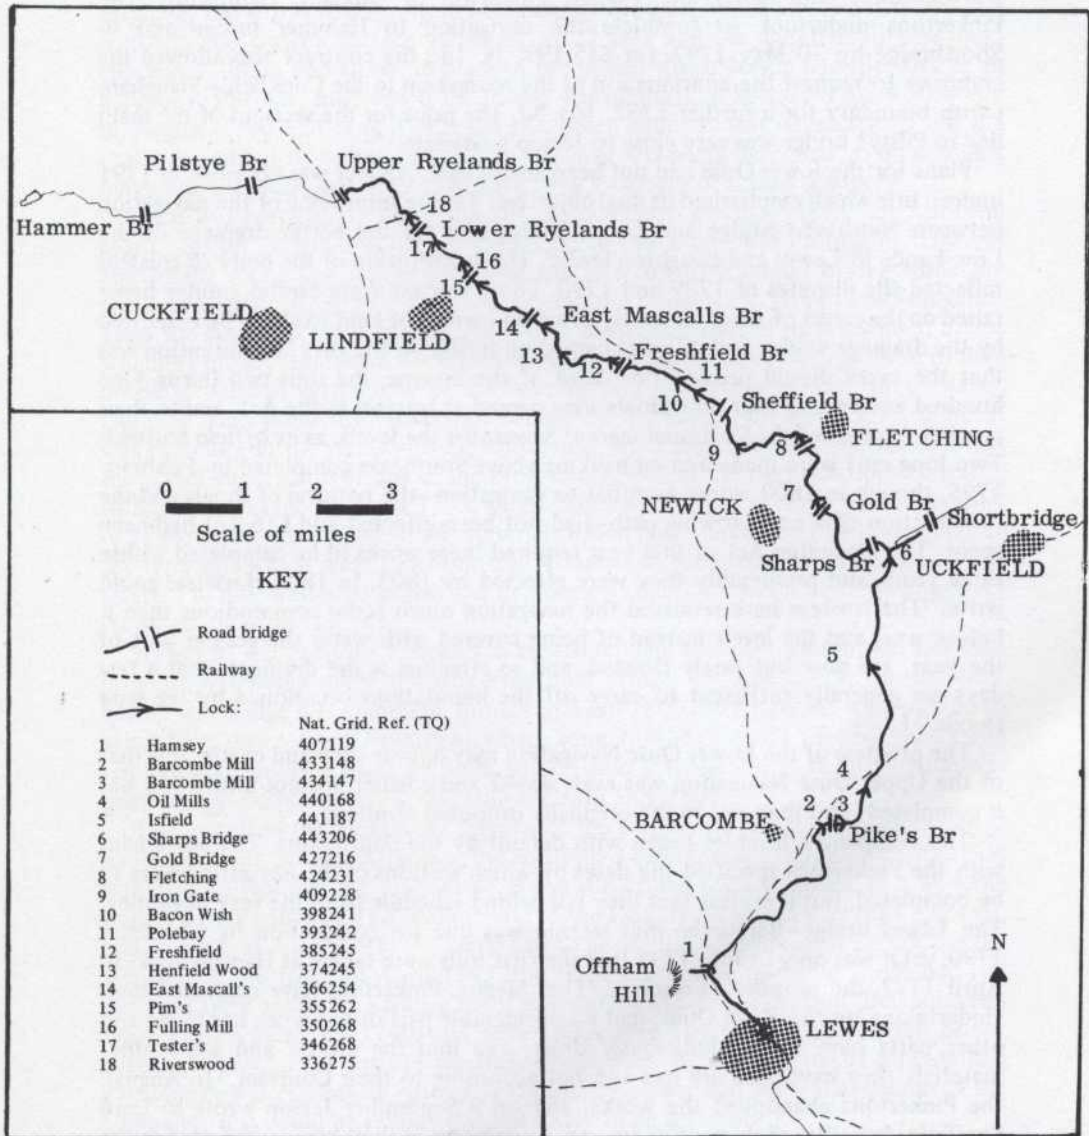 Pilstye Br
Upper Ryelands Br
Hammer Br
18
Lower Ryelands Br
17
16
15
CUCKFIELD
LINDFIELD
14
East Mascalls Br
13
12
Freshfield Br
11
10
Sheffield Br
9
8
FLETCHING
7
NEWICK
Gold Br
Shortbridge
Sharps Br
6
UCKFIELD
5
4
2
3
BARCOMBE
Pike's Br
1
Offham
Hill
LEWES
N
0 1 2 3
Scale of miles
KEY
Road bridge
Railway
Lock:
Nat. Grid. Ref. (TQ)
1 Hamsey 407119
2 Barcombe Mill 433148
3 Barcombe Mill 434147
4 Oil Mills 440168
5 Isfield 441187
6 Sharps Bridge 443206
7 Gold Bridge 427216
8 Fletching 424231
9 Iron Gate 409228
10 Bacon Wish 398241
11 Polebay 393242
12 Freshfield 385245
13 Henfield Wood 374245
14 East Mascall's 366254
15 Pim's 355262
16 Fulling Mill 350268
17 Tester's 346268
18 Riverswood 336275